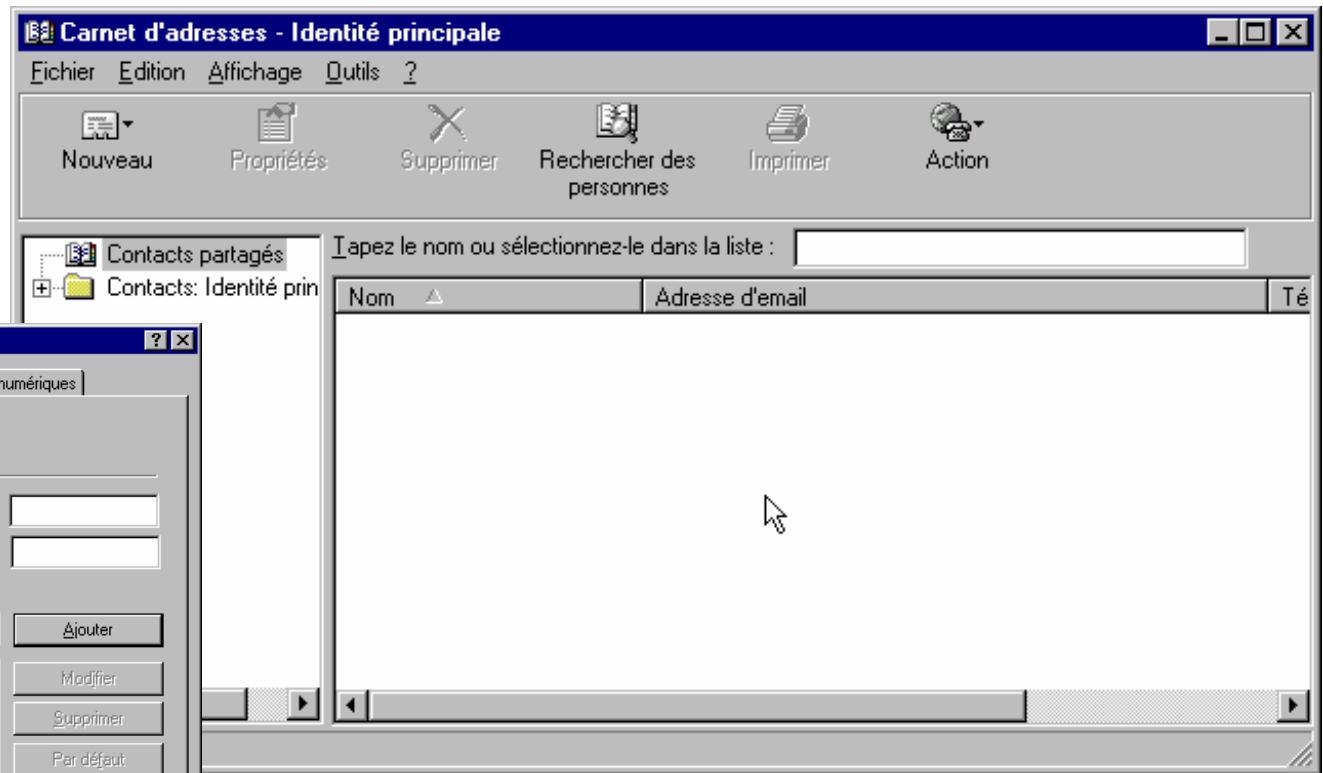 Carnet d'adresses - Identité principale
Fichier Edition Affichage Outils ?
Nouveau Propriétés Supprimer Rechercher des personnes Imprimer Action
Contacts partagés
Contacts: Identité prin
Tapez le nom ou sélectionnez-le dans la liste :
Nom Adresse d'email Té
numériques
Ajouter
Modifier
Supprimer
Par défaut